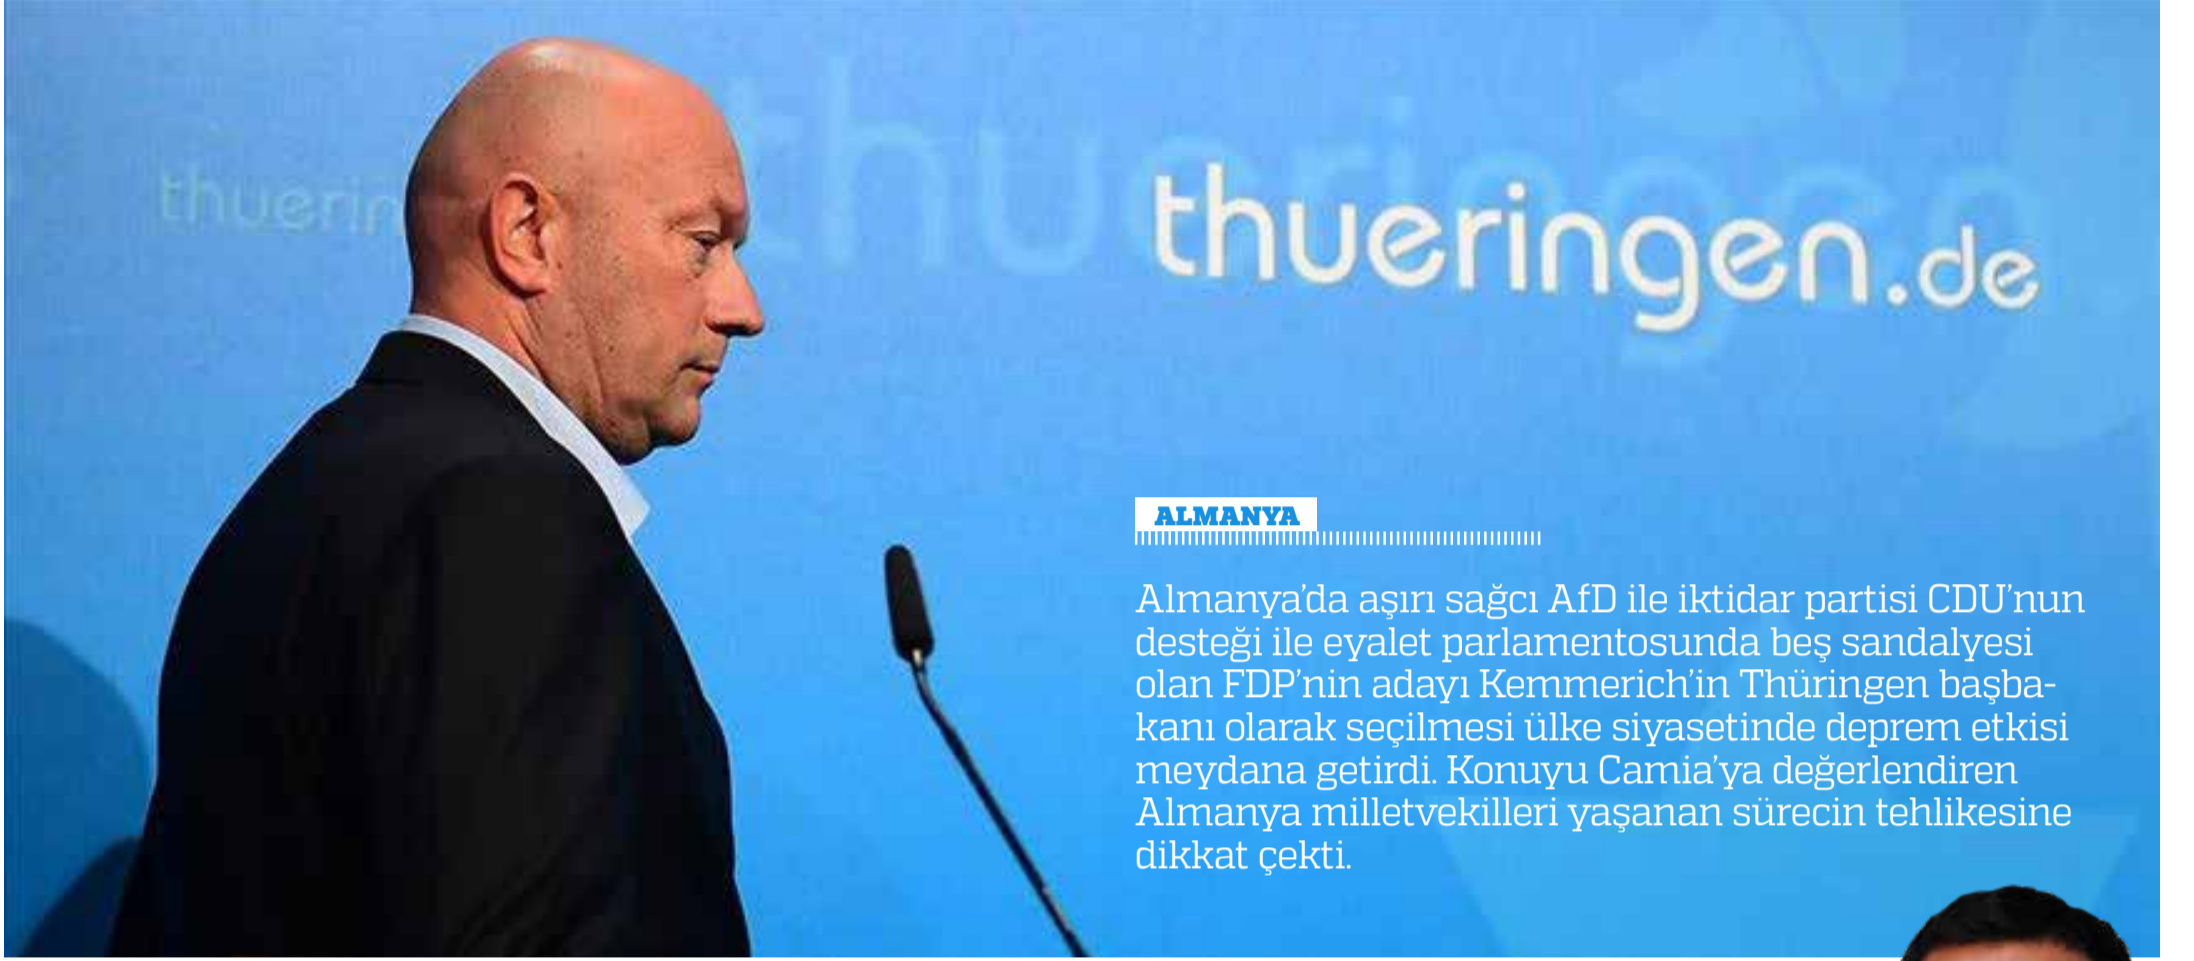 thuerin
thueringen
thueringen.de
ALMANYA
Almanya’da aşırı sağcı AfD ile iktidar partisi CDU’nun
desteği ile eyalet parlamentosunda beş sandalyesi
olan FDP’nin adayı Kemmerich’in Thüringen başba-
kanı olarak seçilmesi ülke siyasetinde deprem etkisi
meydana getirdi. Konuyu Camia’ya değerlendiren
Almanya milletvekilleri yaşanan sürecin tehlikesine
dikkat çekti.